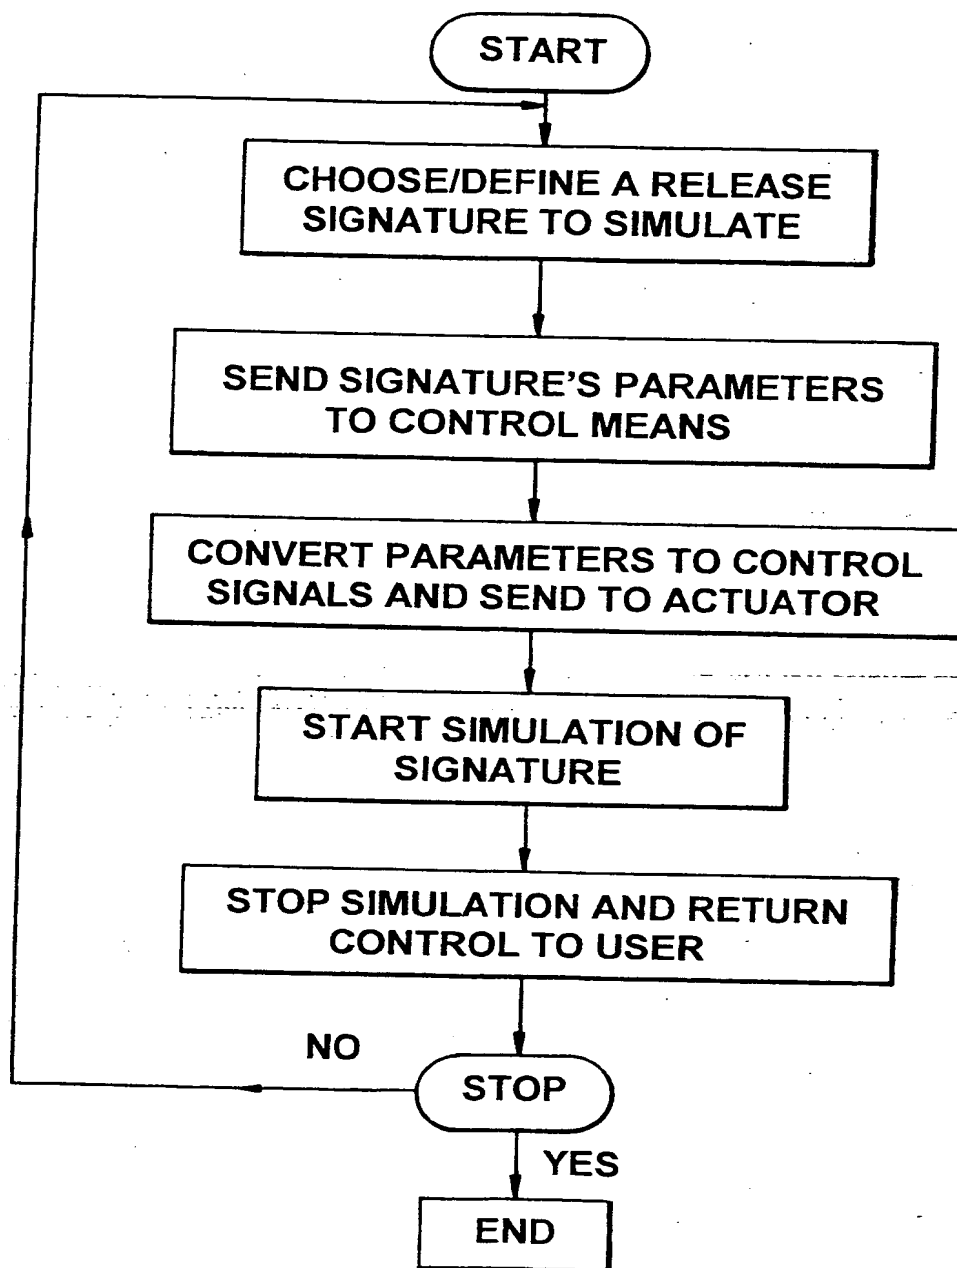 START
CHOOSE/DEFINE A RELEASE
SIGNATURE TO SIMULATE
SEND SIGNATURE'S PARAMETERS
TO CONTROL MEANS
CONVERT PARAMETERS TO CONTROL
SIGNALS AND SEND TO ACTUATOR
START SIMULATION OF
SIGNATURE
STOP SIMULATION AND RETURN
CONTROL TO USER
NO
STOP
YES
END